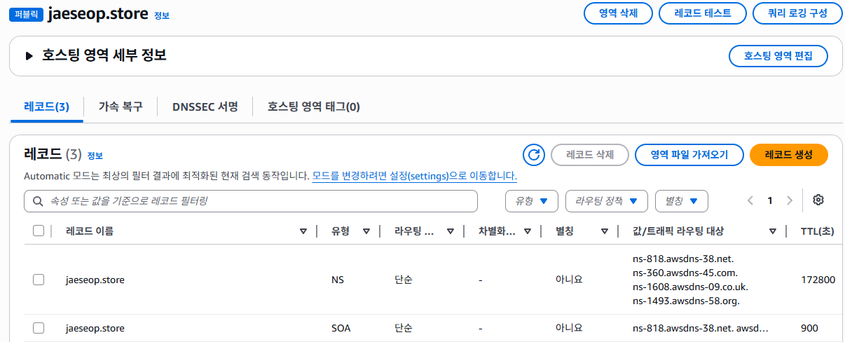 퍼블릭 jaeseop.store 정보
영역 삭제 레코드 테스트 쿼리 로깅 구성
▶ 호스팅 영역 세부 정보 호스팅 영역 편집
레코드(3) 가속 복구 DNSSEC 서명 호스팅 영역 태그(0)
레코드 (3) 정보 레코드 삭제 영역 파일 가져오기 레코드 생성
Automatic 모드는 최상의 필터 결과에 최적화된 현재 검색 동작입니다. 모드를 변경하려면 설정(settings)으로 이동합니다.
속성 또는 값을 기준으로 레코드 필터링 유형 라우팅 정책 별칭 1
레코드 이름 유형 라우팅 ... 차별화... 별칭 값/트래픽 라우팅 대상 TTL(초)
jaeseop.store NS 단순 - 아니요 ns-818.awsdns-38.net.
ns-360.awsdns-45.com.
ns-1608.awsdns-09.co.uk.
ns-1493.awsdns-58.org.
172800
jaeseop.store SOA 단순 - 아니요 ns-818.awsdns-38.net. awsd... 900